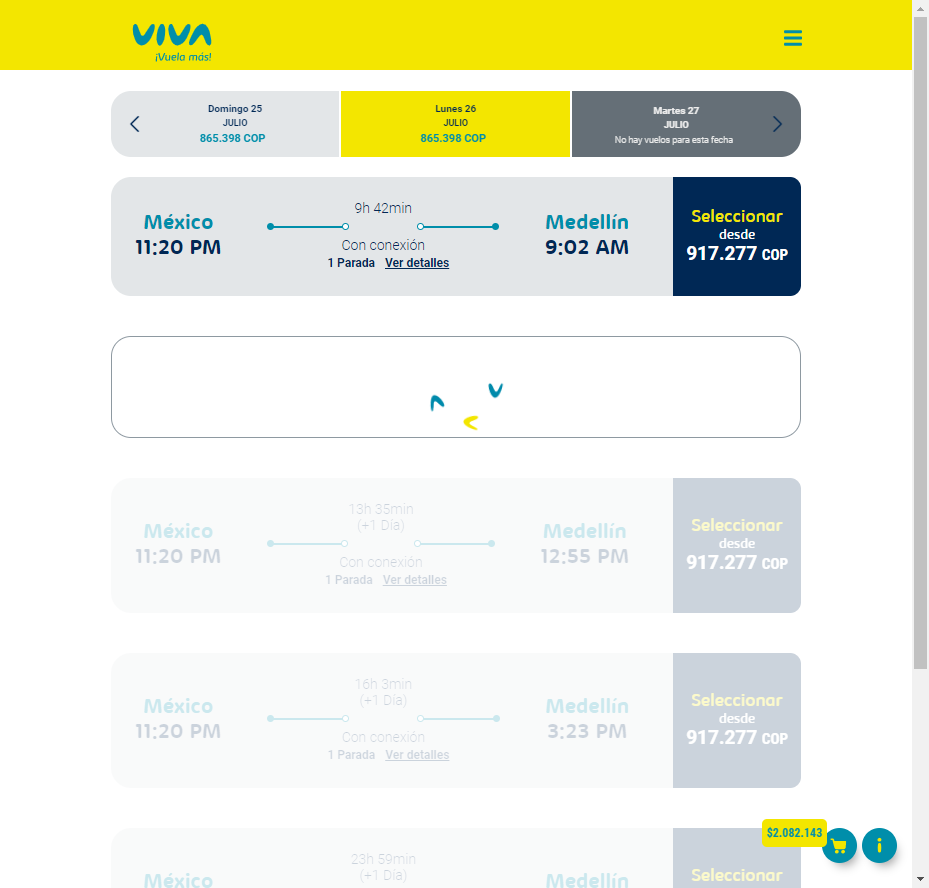 VIVA
¡Vuela más!
Domingo 25
JULIO
865.398 COP
Lunes 26
JULIO
865.398 COP
Martes 27
JULIO
No hay vuelos para esta fecha
México
11:20 PM
9h 42min
Con conexión
1 Parada Ver detalles
Medellín
9:02 AM
Seleccionar
desde
917.277 COP
México
11:20 PM
13h 35min
(+1 Día)
Con conexión
1 Parada Ver detalles
Medellín
12:55 PM
Seleccionar
desde
917.277 COP
México
11:20 PM
16h 3min
(+1 Día)
Con conexión
1 Parada Ver detalles
Medellín
3:23 PM
Seleccionar
desde
917.277 COP
$2.082.143
México
23h 59min
(+1 Día)
Medellín
Seleccionar